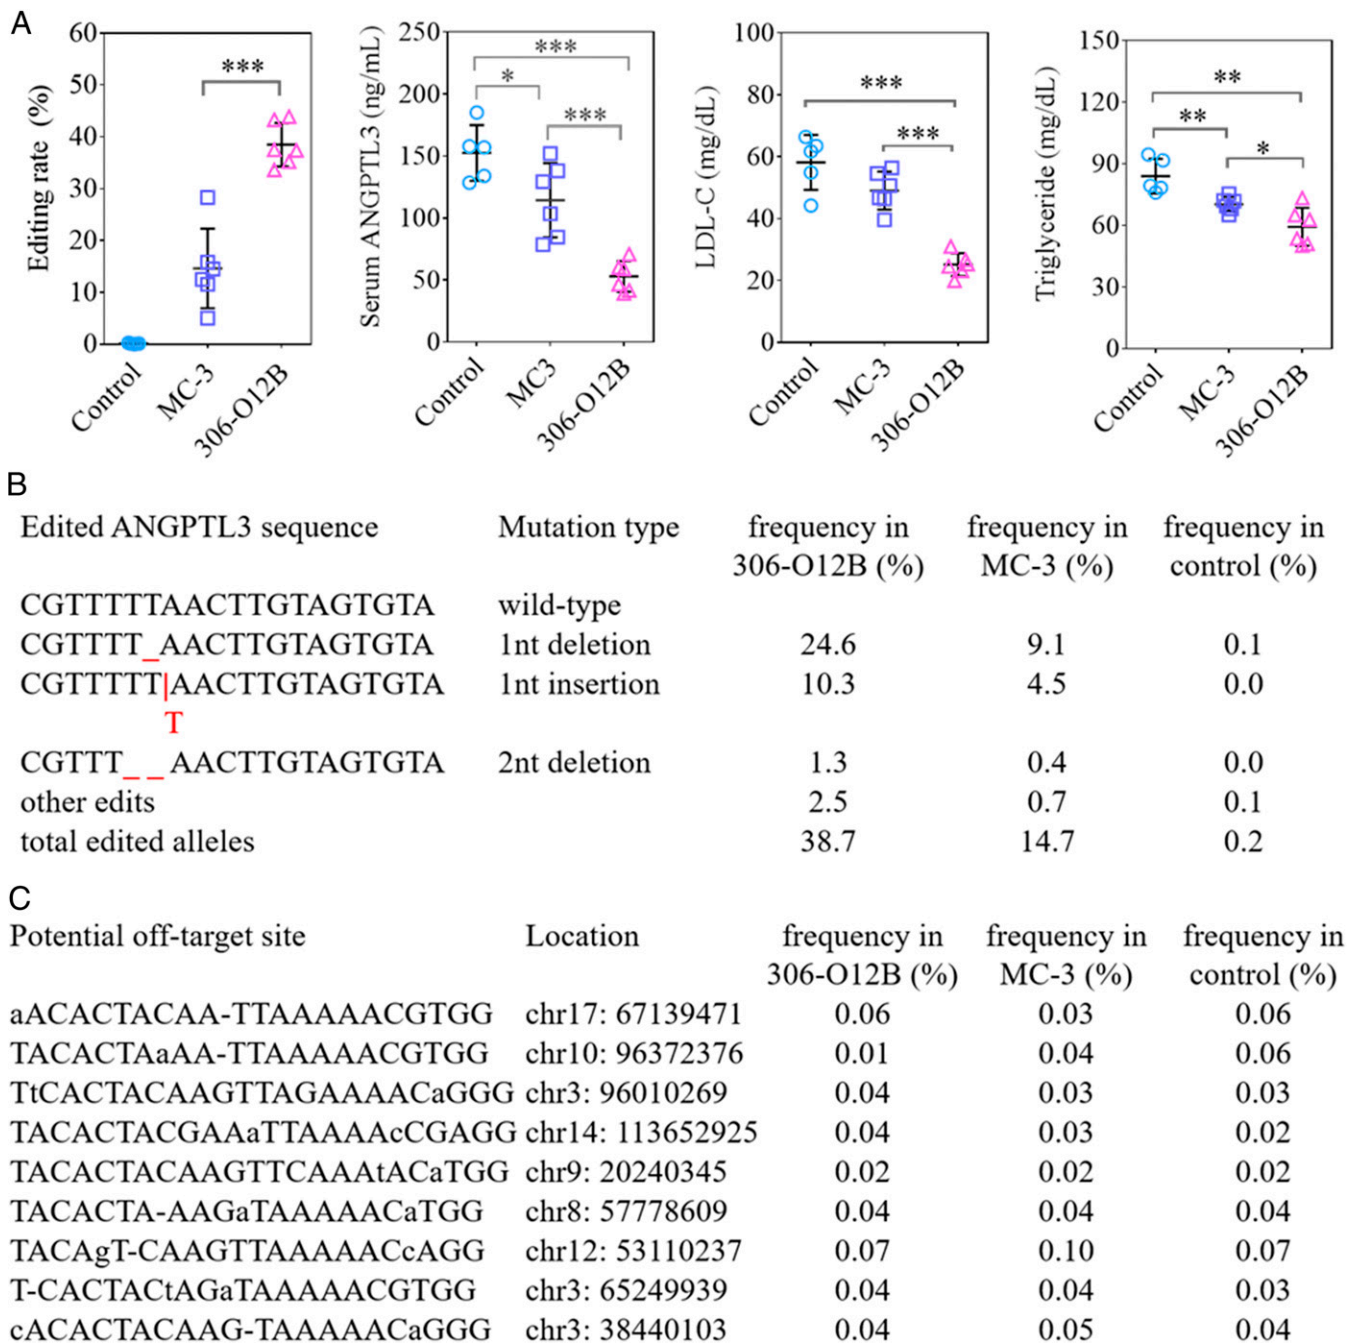 A
Editing rate (%)
60
50
40
30
20
10
0
***
Control
MC-3
306-O12B
Serum ANGPTL3 (ng/mL)
250
200
150
100
50
0
***
*
***
Control
MC3
306-O12B
LDL-C (mg/dL)
100
80
60
40
20
0
***
***
Control
MC-3
306-O12B
Triglyceride (mg/dL)
150
120
90
60
30
0
**
**
*
Control
MC-3
306-O12B
B
Edited ANGPTL3 sequence Mutation type frequency in frequency in frequency in
306-O12B (%) MC-3 (%) control (%)
CGTTTTTAACTTGTAGTGTA wild-type
CGTTTT_AACTTGTAGTGTA 1nt deletion 24.6 9.1 0.1
CGTTTTT|AACTTGTAGTGTA 1nt insertion 10.3 4.5 0.0
T
CGTTT_ _ AACTTGTAGTGTA 2nt deletion 1.3 0.4 0.0
other edits 2.5 0.7 0.1
total edited alleles 38.7 14.7 0.2
C
Potential off-target site Location frequency in frequency in frequency in
306-O12B (%) MC-3 (%) control (%)
aACACTACAA-TTAAAAACGTGG chr17: 67139471 0.06 0.03 0.06
TACACTAaAA-TTAAAAACGTGG chr10: 96372376 0.01 0.04 0.06
TtCACTACAAGTTAGAAAACaGGG chr3: 96010269 0.04 0.03 0.03
TACACTACGAAaTTAAAAcCGAGG chr14: 113652925 0.04 0.03 0.02
TACACTACAAGTTCAAAtACaTGG chr9: 20240345 0.02 0.02 0.02
TACACTA-AAGaTAAAAACaTGG chr8: 57778609 0.04 0.04 0.04
TACAgT-CAAGTTAAAAACcAGG chr12: 53110237 0.07 0.10 0.07
T-CACTACtAGaTAAAAACGTGG chr3: 65249939 0.04 0.04 0.03
cACACTACAAG-TAAAAACaGGG chr3: 38440103 0.04 0.05 0.04